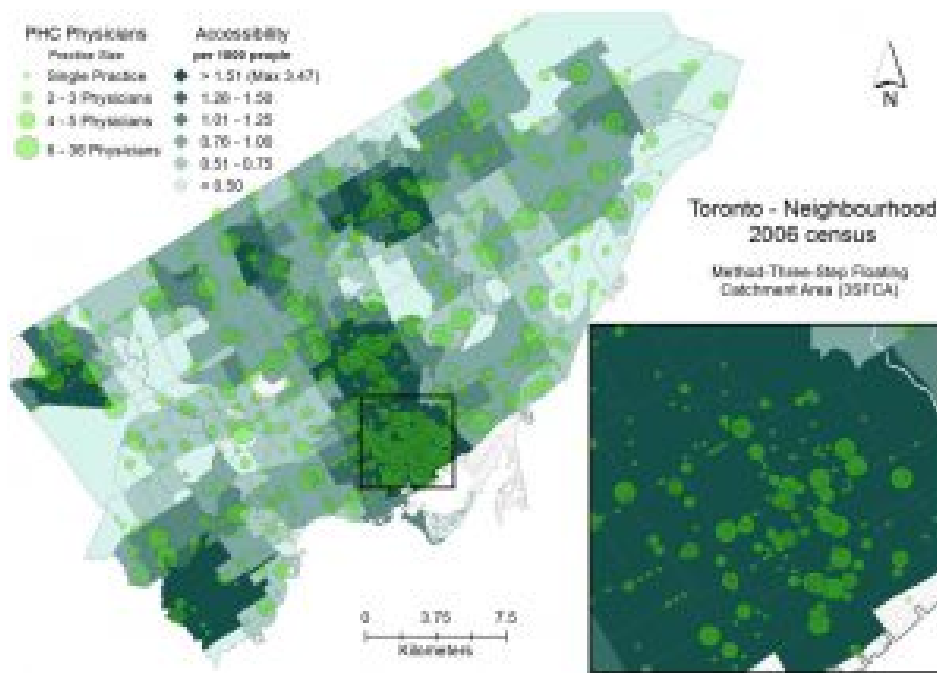 PHC Physicians
Practice Size
Single Practice
2 - 3 Physicians
4 - 5 Physicians
6 - 36 Physicians
Accessibility
per 1000 people
> 1.51 (Max 3.47)
1.26 - 1.50
1.01 - 1.25
0.76 - 1.00
0.51 - 0.75
< 0.50
N
Toronto - Neighbourhood
2006 census
Method-Three-Step Floating
Catchment Area (3SFCA)
0 3.75 7.5
Kilometers